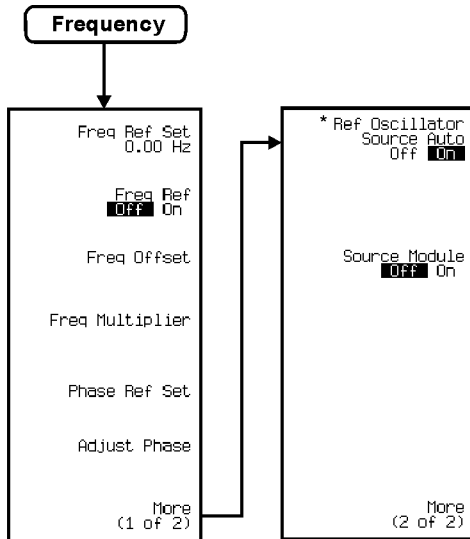 Frequency
Freq Ref Set
0.00 Hz
Freq Ref
Off On
Freq Offset
Freq Multiplier
Phase Ref Set
Adjust Phase
More
(1 of 2)
* Ref Oscillator
Source Auto
Off On
Source Module
Off On
More
(2 of 2)